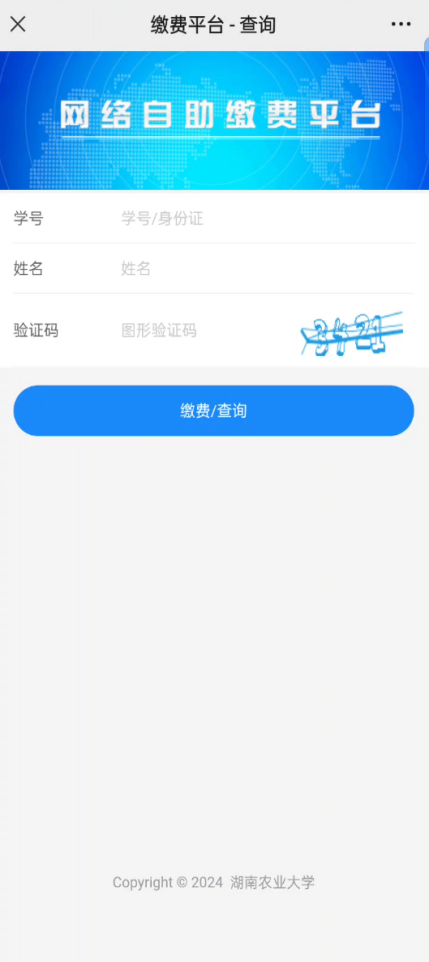 缴费平台 - 查询
网络自助缴费平台
学号 学号/身份证
姓名 姓名
验证码 图形验证码 3421
缴费/查询
Copyright © 2024 湖南农业大学